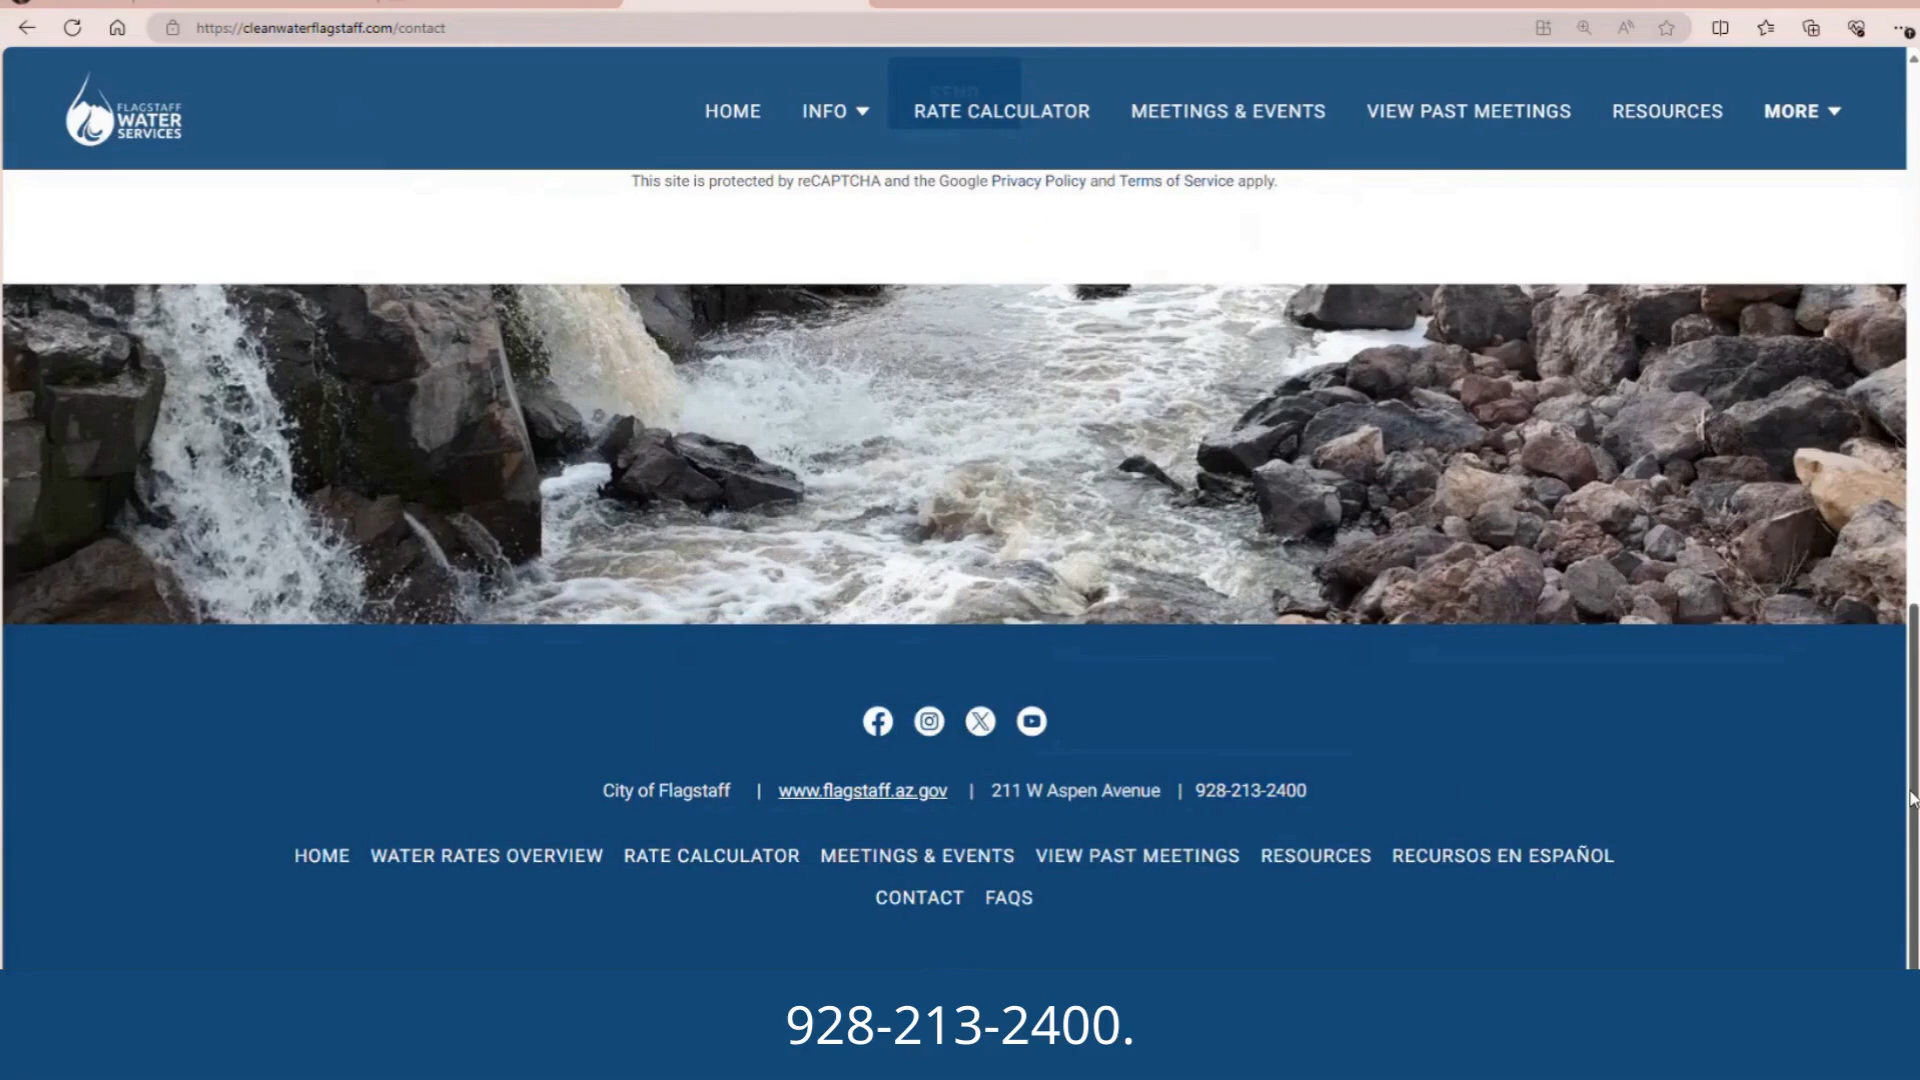 https://cleanwaterflagstaff.com/contact
FLAGSTAFF
WATER
SERVICES
HOME INFO RATE CALCULATOR MEETINGS & EVENTS VIEW PAST MEETINGS RESOURCES MORE
This site is protected by reCAPTCHA and the Google Privacy Policy and Terms of Service apply.
City of Flagstaff | www.flagstaff.az.gov | 211 W Aspen Avenue | 928-213-2400
HOME WATER RATES OVERVIEW RATE CALCULATOR MEETINGS & EVENTS VIEW PAST MEETINGS RESOURCES RECURSOS EN ESPAÑOL
CONTACT FAQS
928-213-2400.